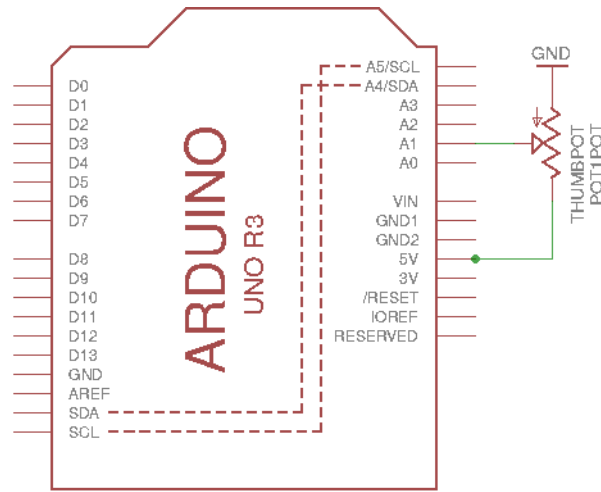 D0
D1
D2
D3
D4
D5
D6
D7
D8
D9
D10
D11
D12
D13
GND
AREF
SDA
SCL
ARDUINO
UNO R3
A5/SCL
A4/SDA
A3
A2
A1
A0
VIN
GND1
GND2
5V
3V
/RESET
IOREF
RESERVED
GND
THUMBPOT
POT1POT